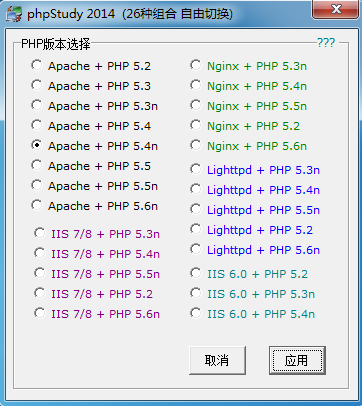 phpStudy 2014  (26种组合 自由切换)
PHP版本选择
???
Apache + PHP 5.2
Apache + PHP 5.3
Apache + PHP 5.3n
Apache + PHP 5.4
Apache + PHP 5.4n
Apache + PHP 5.5
Apache + PHP 5.5n
Apache + PHP 5.6n
IIS 7/8 + PHP 5.3n
IIS 7/8 + PHP 5.4n
IIS 7/8 + PHP 5.5n
IIS 7/8 + PHP 5.2
IIS 7/8 + PHP 5.6n
Nginx + PHP 5.3n
Nginx + PHP 5.4n
Nginx + PHP 5.5n
Nginx + PHP 5.2
Nginx + PHP 5.6n
Lighttpd + PHP 5.3n
Lighttpd + PHP 5.4n
Lighttpd + PHP 5.5n
Lighttpd + PHP 5.2
Lighttpd + PHP 5.6n
IIS 6.0 + PHP 5.2
IIS 6.0 + PHP 5.3n
IIS 6.0 + PHP 5.4n
取消
应用